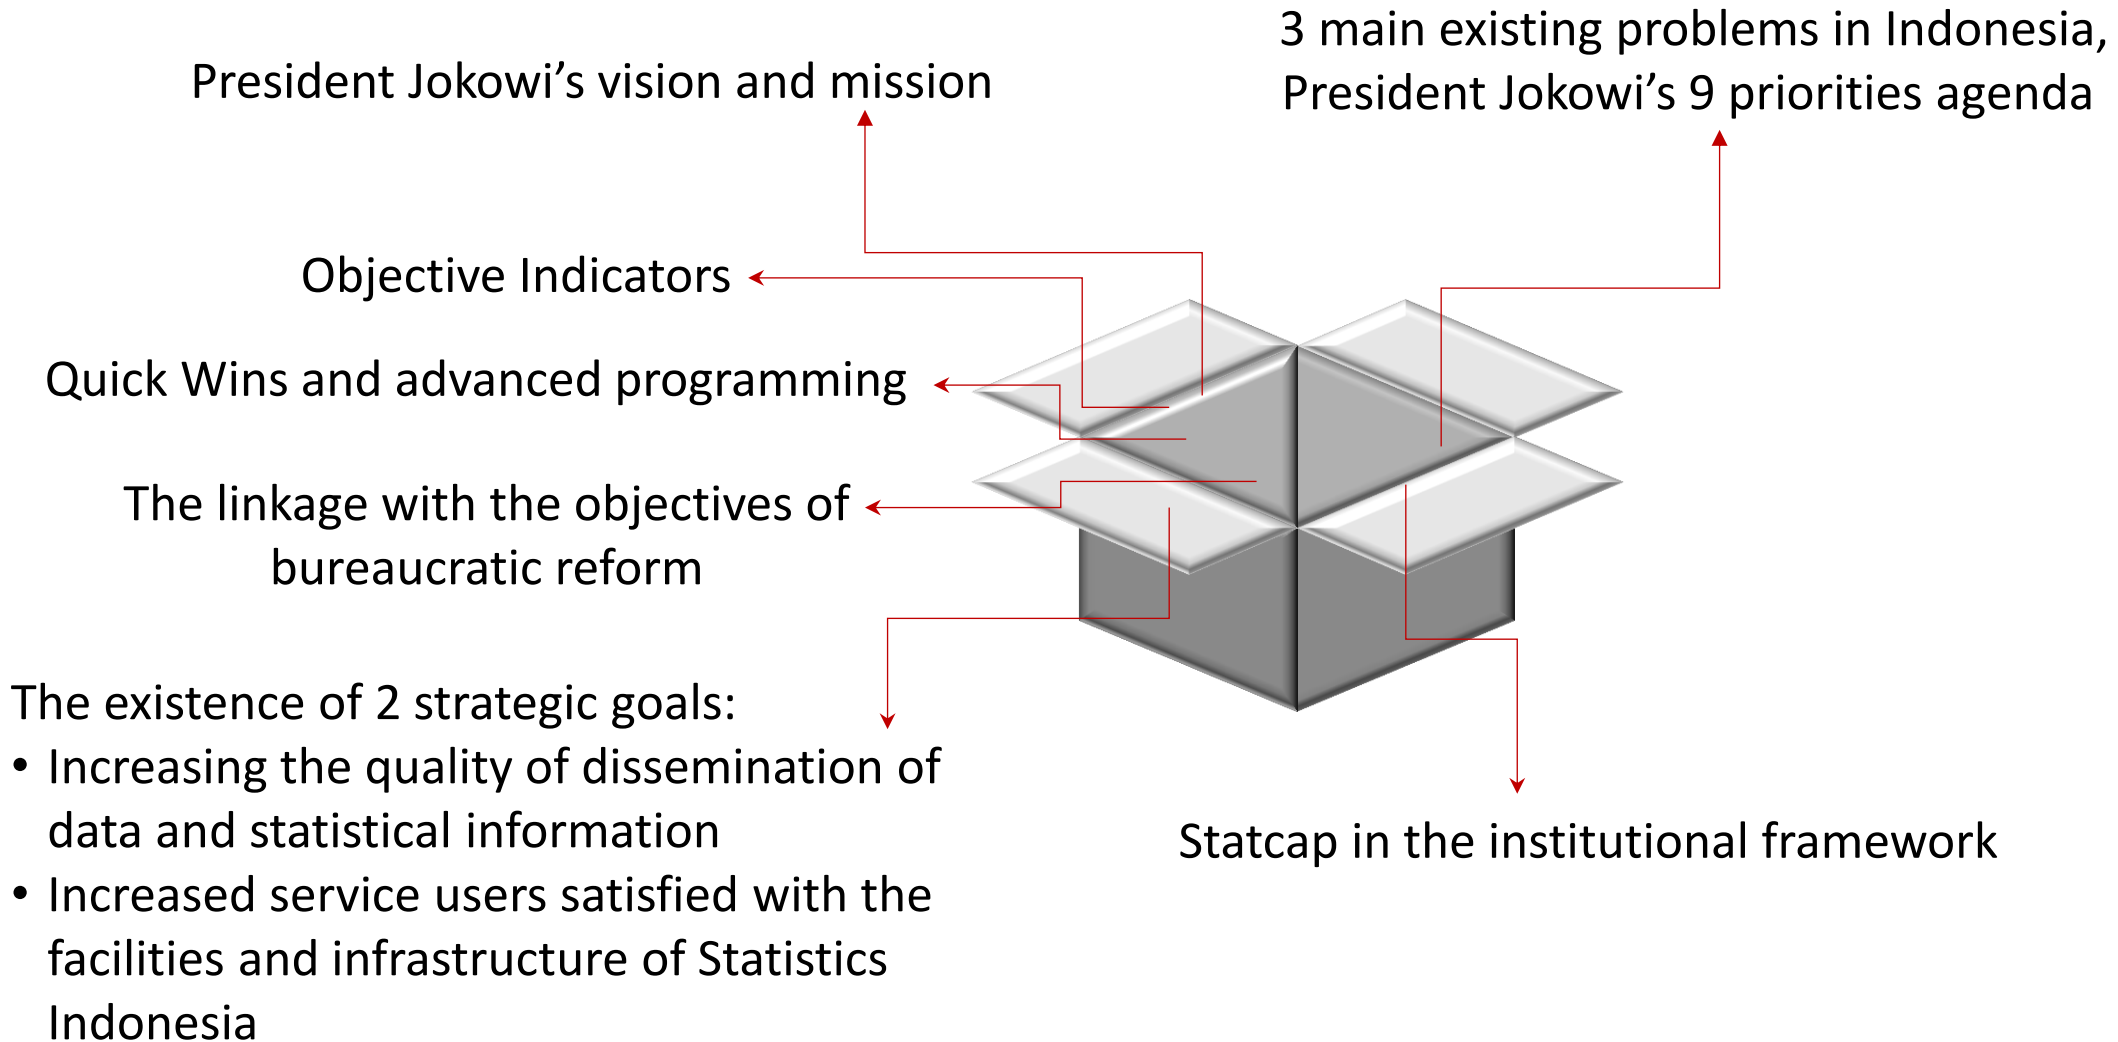 President Jokowi’s vision and mission
3 main existing problems in Indonesia,
President Jokowi’s 9 priorities agenda
Objective Indicators
Quick Wins and advanced programming
The linkage with the objectives of
bureaucratic reform
The existence of 2 strategic goals:
• Increasing the quality of dissemination of
data and statistical information
• Increased service users satisfied with the
facilities and infrastructure of Statistics
Indonesia
Statcap in the institutional framework